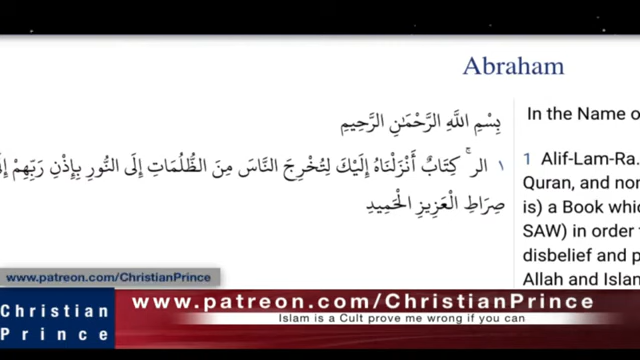 Abraham
بِسْمِ اللَّهِ الرَّحْمَٰنِ الرَّحِيمِ
١ الر ۚ كِتَابٌ أَنْزَلْنَاهُ إِلَيْكَ لِتُخْرِجَ النَّاسَ مِنَ الظُّلُمَاتِ إِلَى النُّورِ بِإِذْنِ رَبِّهِمْ
صِرَاطِ الْعَزِيزِ الْحَمِيدِ
In the Name o
1 Alif-Lam-Ra.
Quran, and non
is) a Book whic
SAW) in order t
disbelief and p
Allah and Islam
www.patreon.com/ChristianPrince
Christian
Prince
www.patreon.com/ChristianPrince
Islam is a Cult prove me wrong if you can